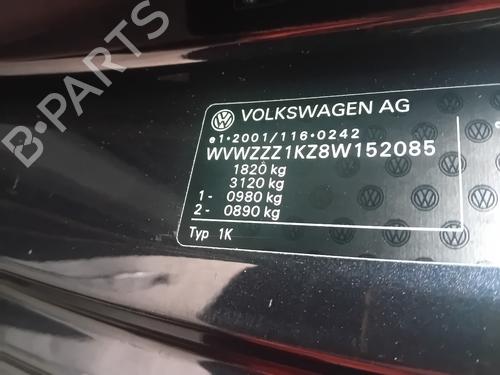 B-PARTS
VOLKSWAGEN AG
e1*2001/116*0242
WVWZZZ1KZ8W152085
1820 kg
3120 kg
1- 0980 kg
2- 0890 kg
Typ 1K